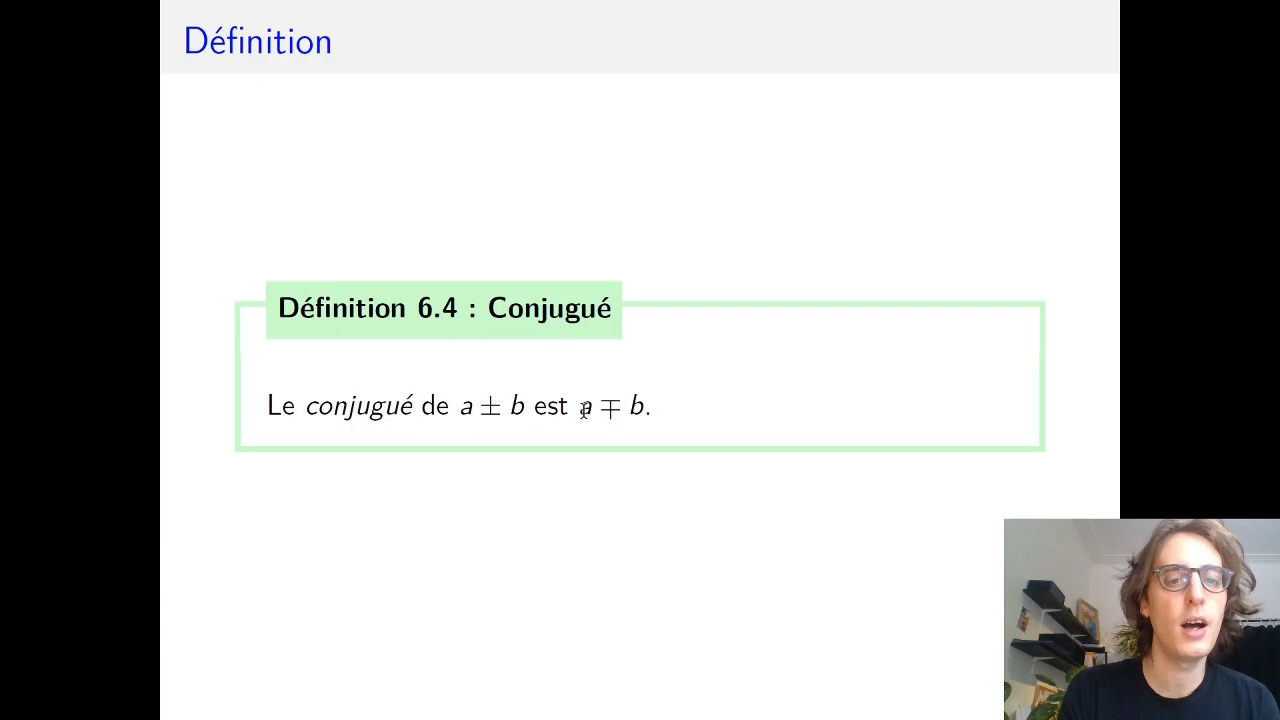 Définition
Définition 6.4 : Conjugué
Le conjugué de a ± b est a ∓ b.